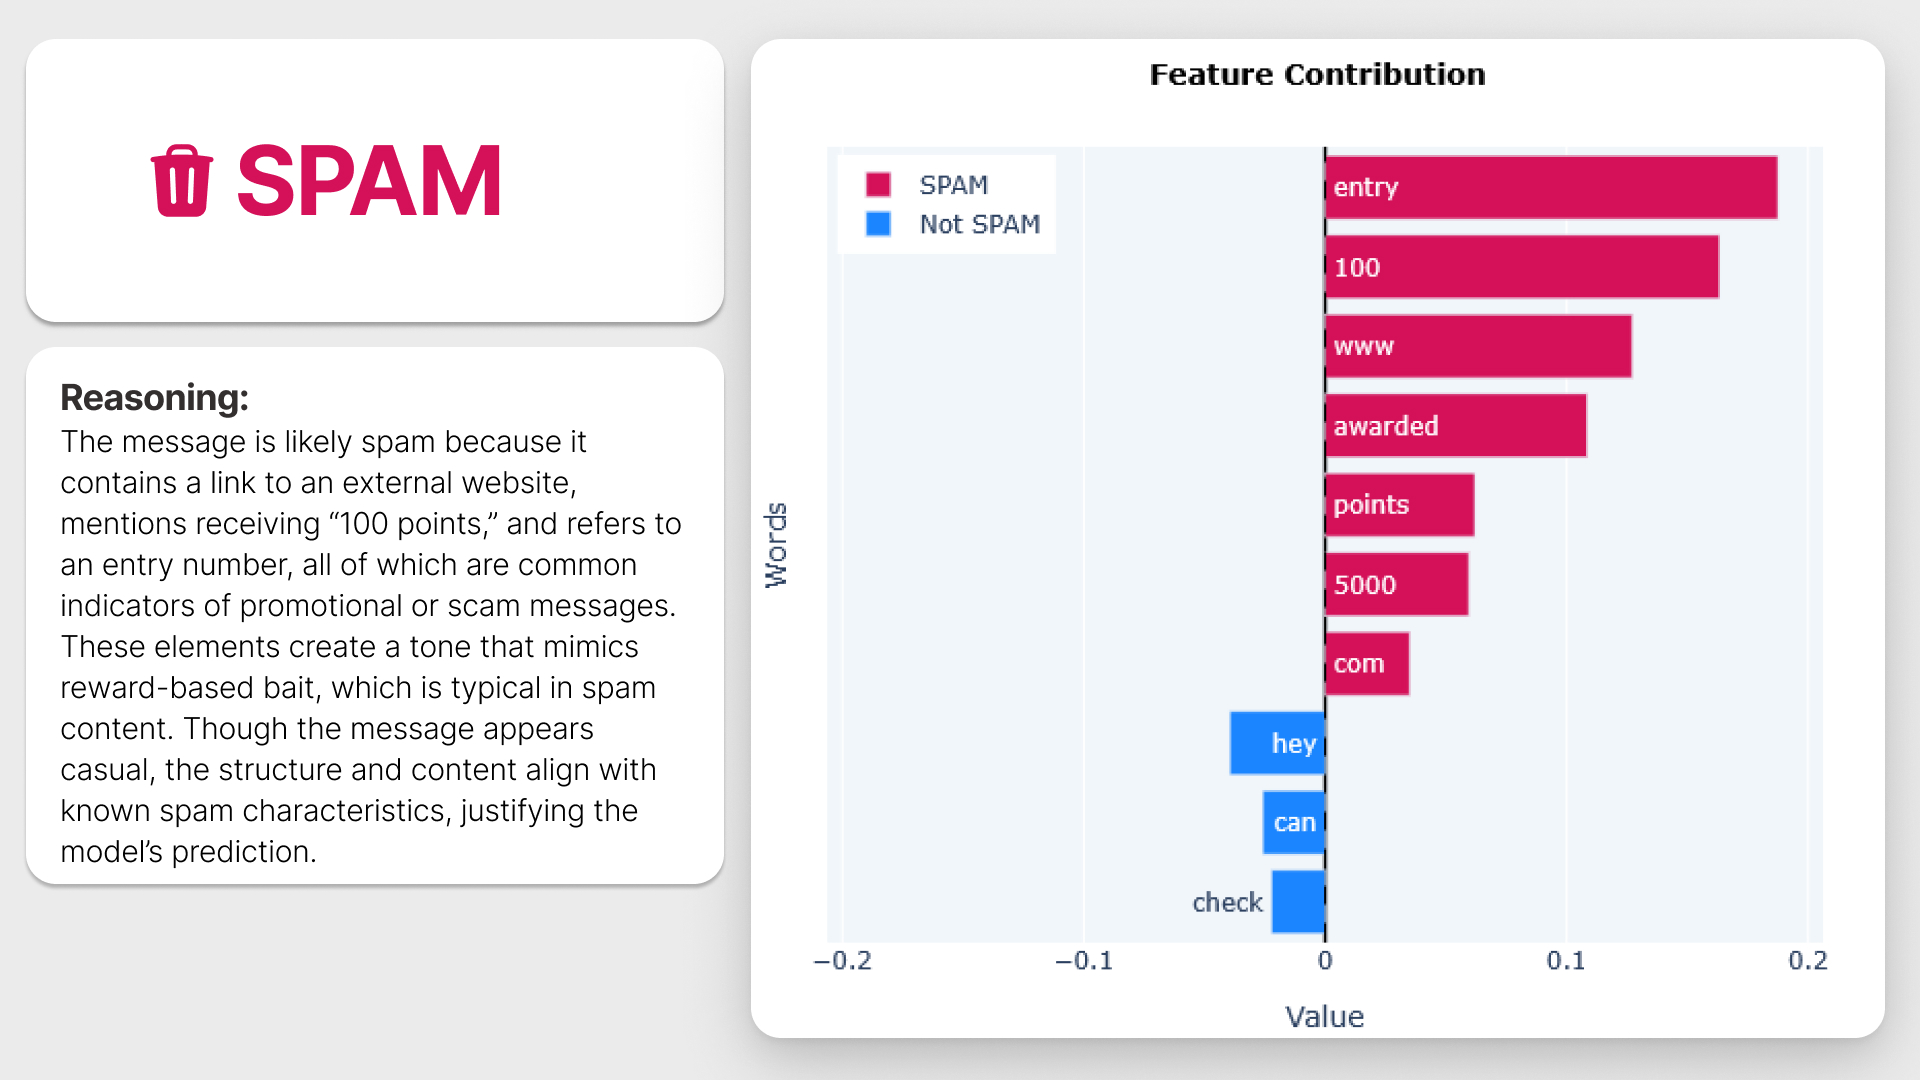 SPAM
Reasoning:
The message is likely spam because it
contains a link to an external website,
mentions receiving “100 points,” and refers to
an entry number, all of which are common
indicators of promotional or scam messages.
These elements create a tone that mimics
reward-based bait, which is typical in spam
content. Though the message appears
casual, the structure and content align with
known spam characteristics, justifying the
model’s prediction.
Feature Contribution
SPAM
Not SPAM
Words
entry
100
www
awarded
points
5000
com
hey
can
check
−0.2 −0.1 0 0.1 0.2
Value